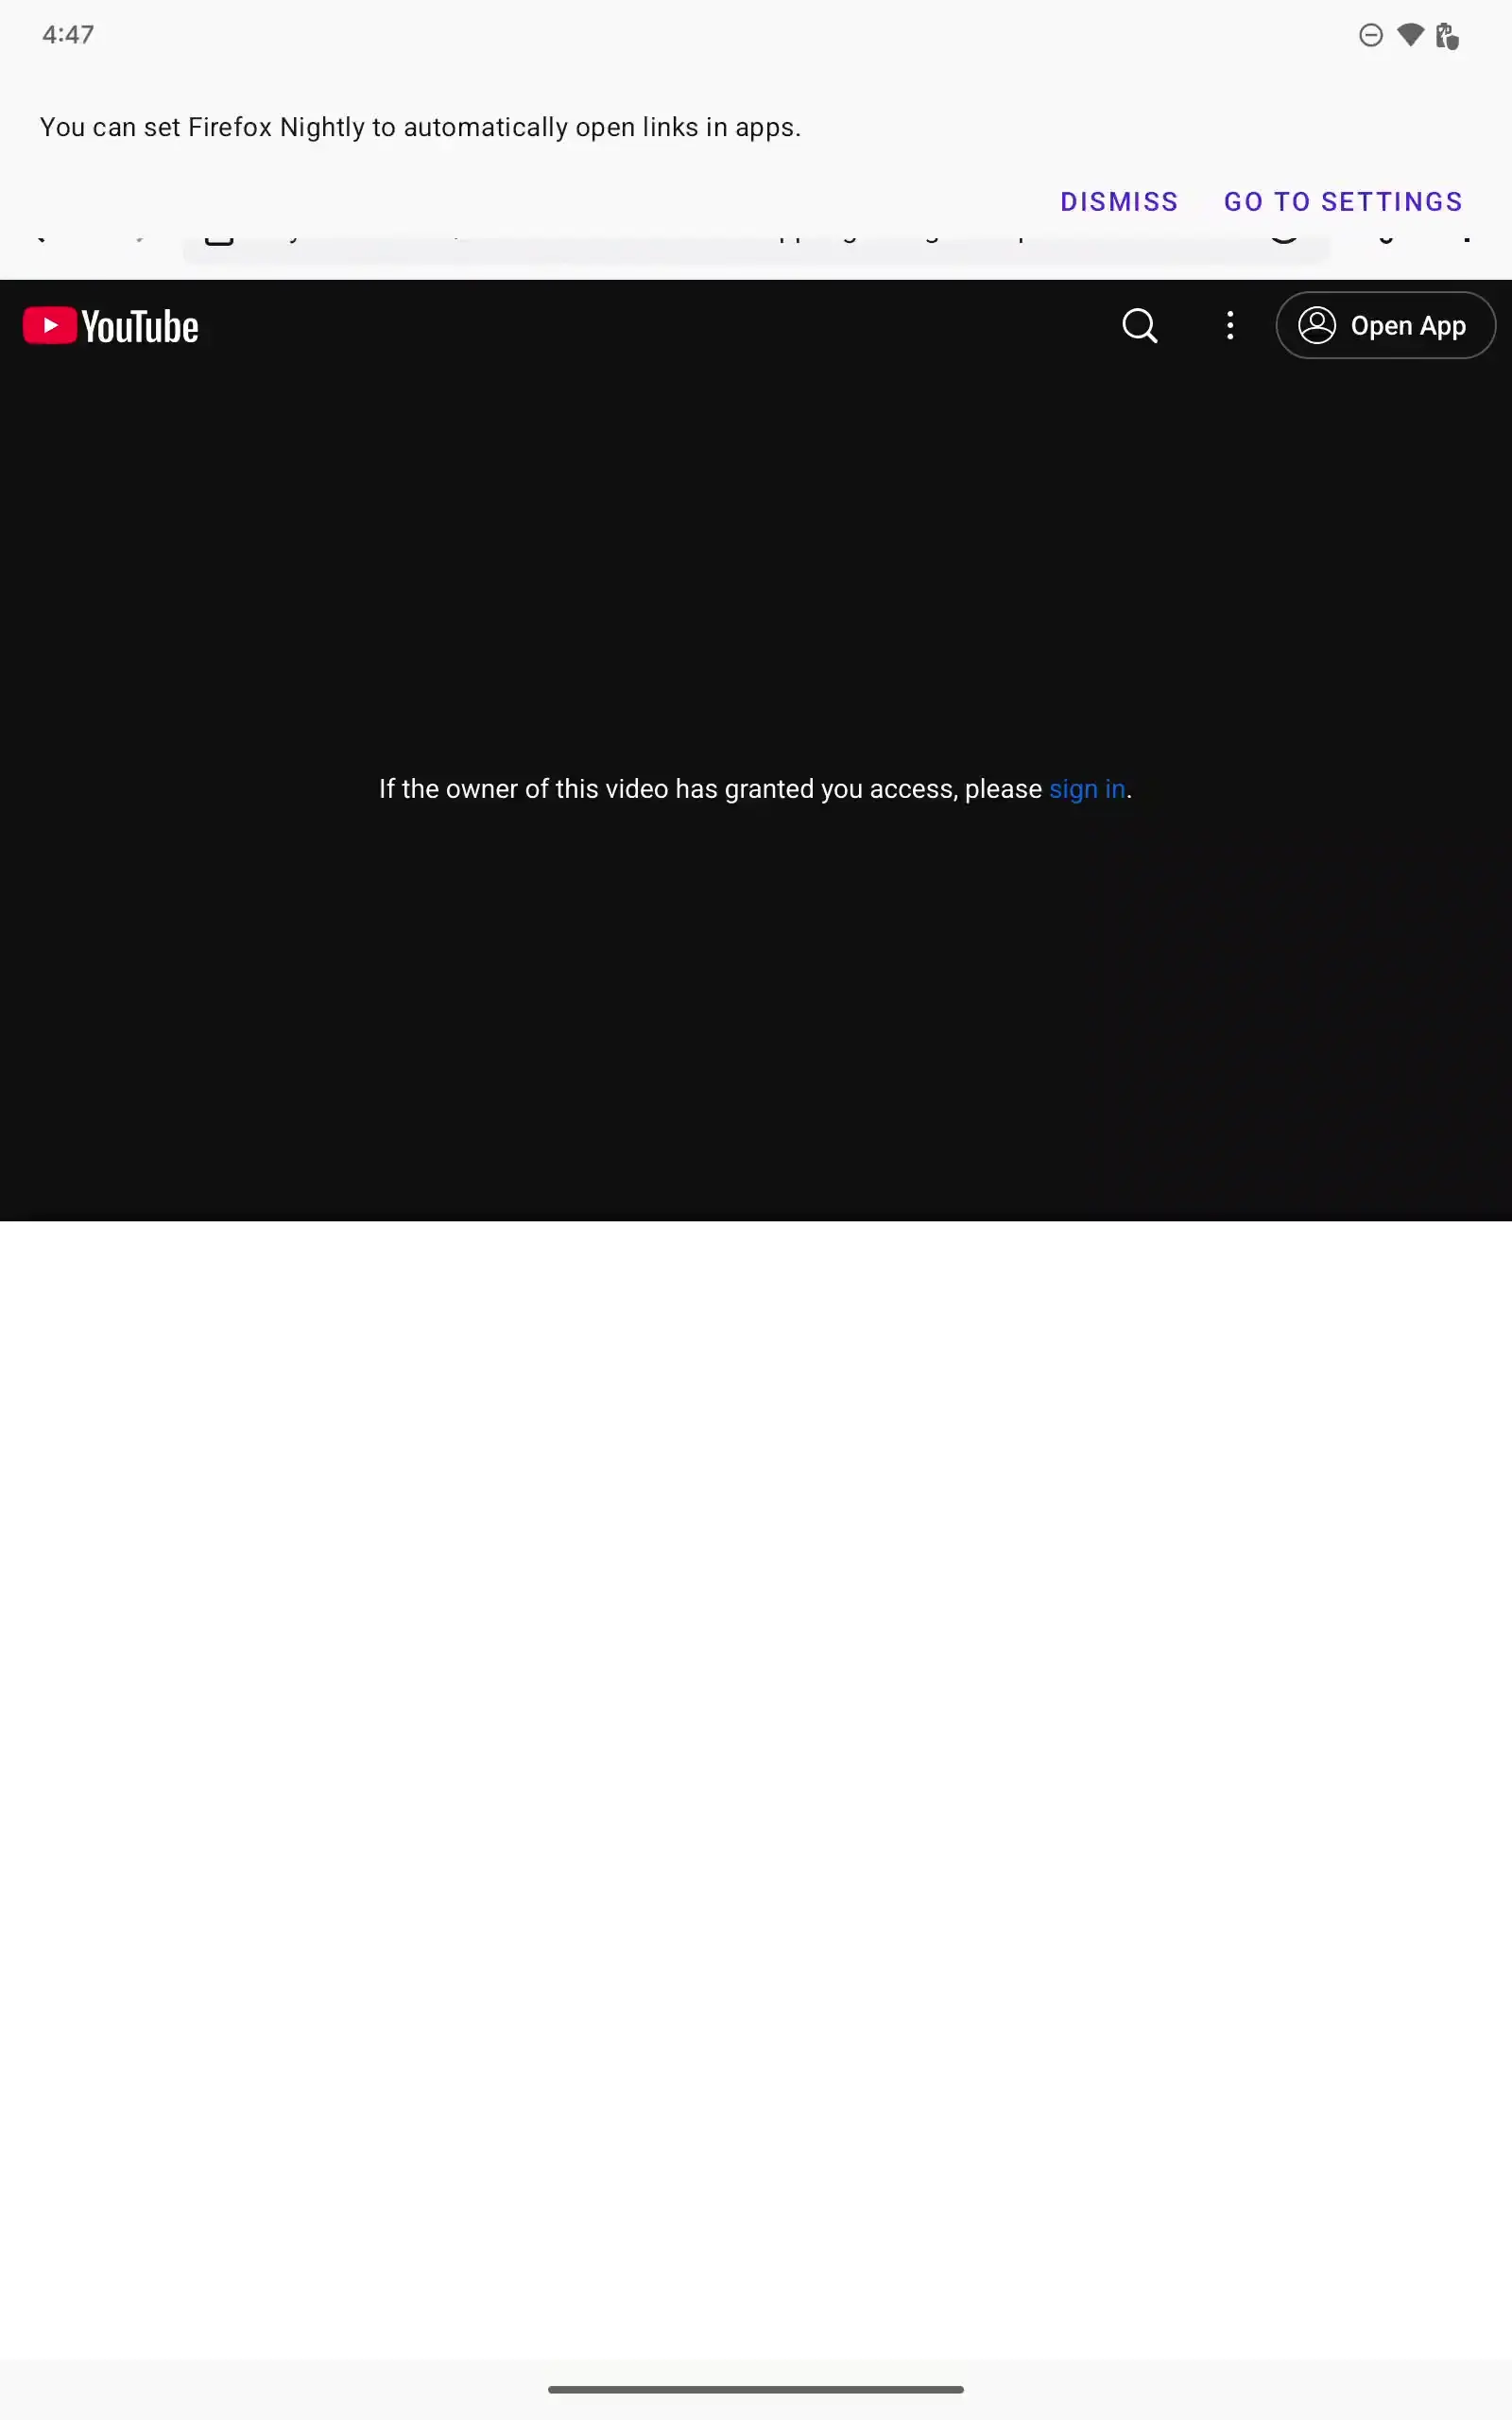 4:47
You can set Firefox Nightly to automatically open links in apps.
DISMISS GO TO SETTINGS
YouTube
Open App
If the owner of this video has granted you access, please sign in.